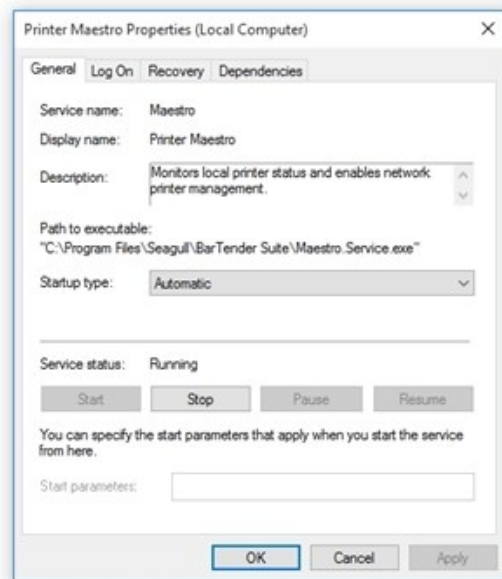 Printer Maestro Properties (Local Computer)
General Log On Recovery Dependencies
Service name: Maestro
Display name: Printer Maestro
Description: Monitors local printer status and enables network
printer management.
Path to executable:
"C:\Program Files\Seagull\BarTender Suite\Maestro.Service.exe"
Startup type: Automatic
Service status: Running
Start Stop Pause Resume
You can specify the start parameters that apply when you start the service
from here.
Start parameters:
OK Cancel Apply